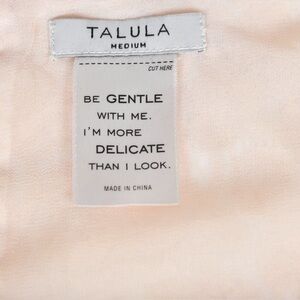 TALULA
MEDIUM
CUT HERE
BE GENTLE
WITH ME.
I'M MORE
DELICATE
THAN I LOOK.
MADE IN CHINA